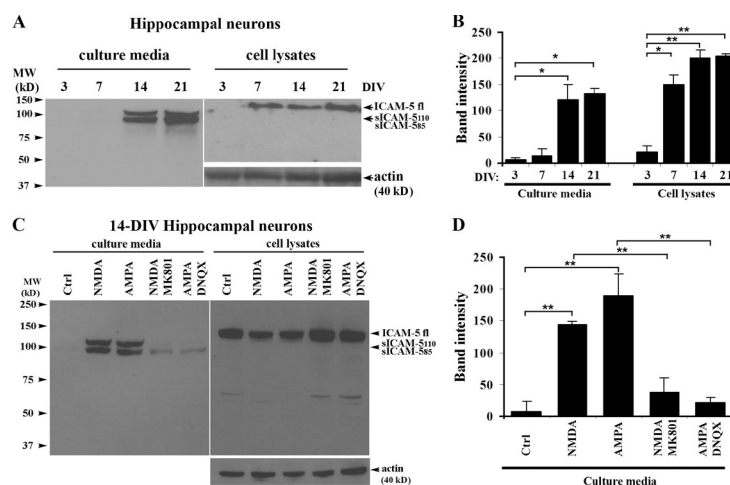 A Hippocampal neurons
culture media cell lysates
MW
(kD) 3 7 14 21 3 7 14 21 DIV
150
100
75
50
37
ICAM-5 fl
sICAM-5110
sICAM-585
actin
(40 kD)
B
Band intensity
250
200
150
100
50
0
* * * ** **
DIV: 3 7 14 21 3 7 14 21
Culture media Cell lysates
C 14-DIV Hippocampal neurons
culture media cell lysates
MW
(kD)
Ctrl
NMDA
AMPA
NMDA
MK801
AMPA
DNQX
Ctrl
NMDA
AMPA
NMDA
MK801
AMPA
DNQX
250
150
100
75
50
37
ICAM-5 fl
sICAM-5110
sICAM-585
actin
(40 kD)
D
Band intensity
250
200
150
100
50
0
** ** ** **
Ctrl
NMDA
AMPA
NMDA
MK801
AMPA
DNQX
Culture media